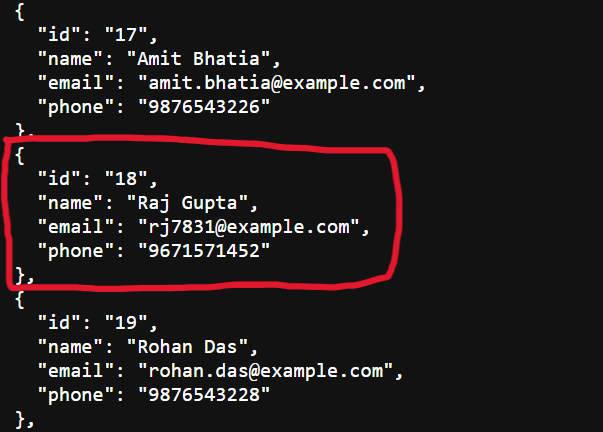 {
"id": "17",
"name": "Amit Bhatia",
"email": "amit.bhatia@example.com",
"phone": "9876543226"
},
{
"id": "18",
"name": "Raj Gupta",
"email": "rj7831@example.com",
"phone": "9671571452"
},
{
"id": "19",
"name": "Rohan Das",
"email": "rohan.das@example.com",
"phone": "9876543228"
},